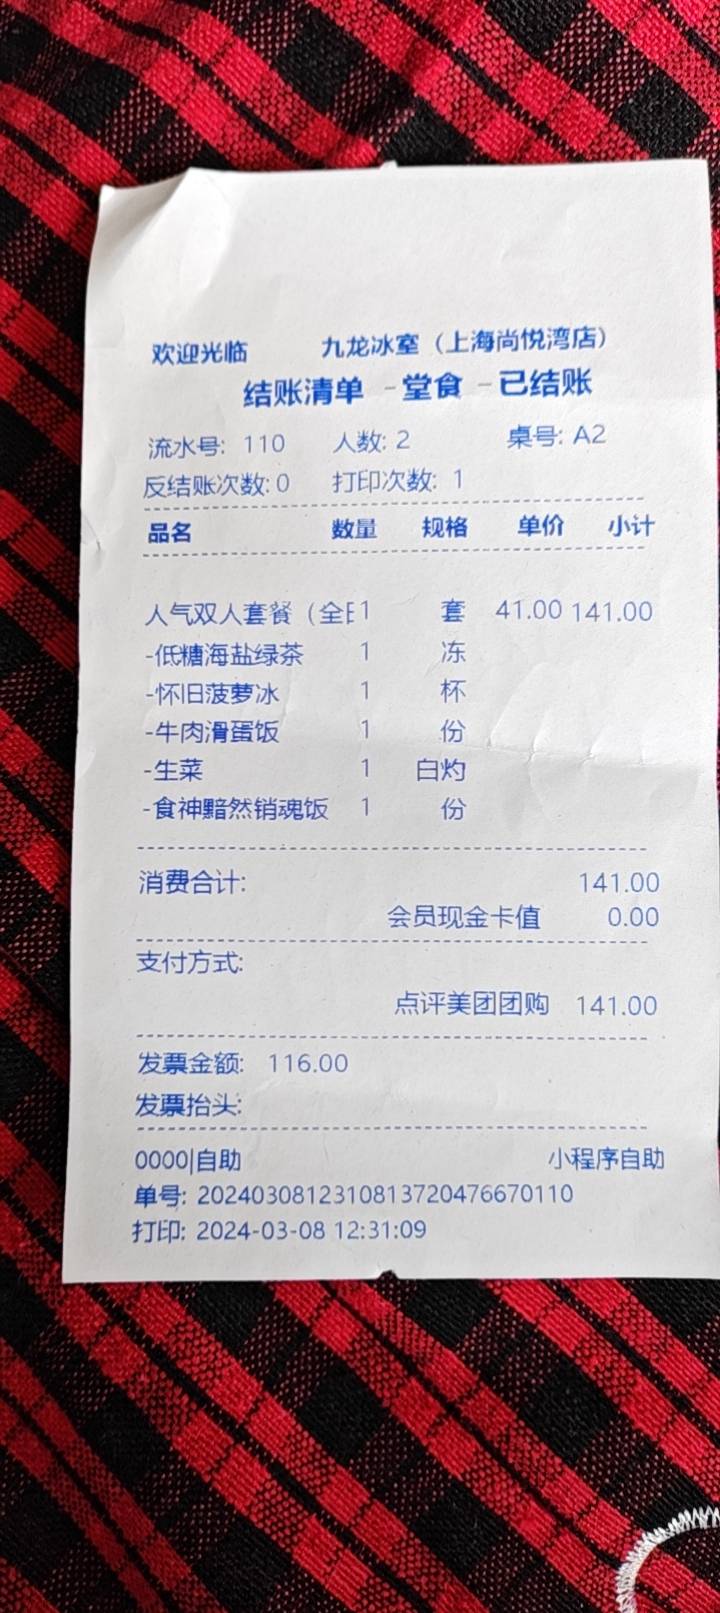 欢迎光临 九龙冰室（上海尚悦湾店）
结账清单 -堂食 -已结账
流水号: 110 人数: 2 桌号: A2
反结账次数: 0 打印次数: 1
品名 数量 规格 单价 小计
人气双人套餐（全 1 套 41.00 141.00
-低糖海盐绿茶 1 冻
-怀旧菠萝冰 1 杯
-牛肉滑蛋饭 1 份
-生菜 1 白灼
-食神黯然销魂饭 1 份
消费合计: 141.00
会员现金卡值 0.00
支付方式:
点评美团团购 141.00
发票金额: 116.00
发票抬头:
0000|自助 小程序自助
单号: 20240308123108137204766​70110
打印: 2024-03-08 12:31:09